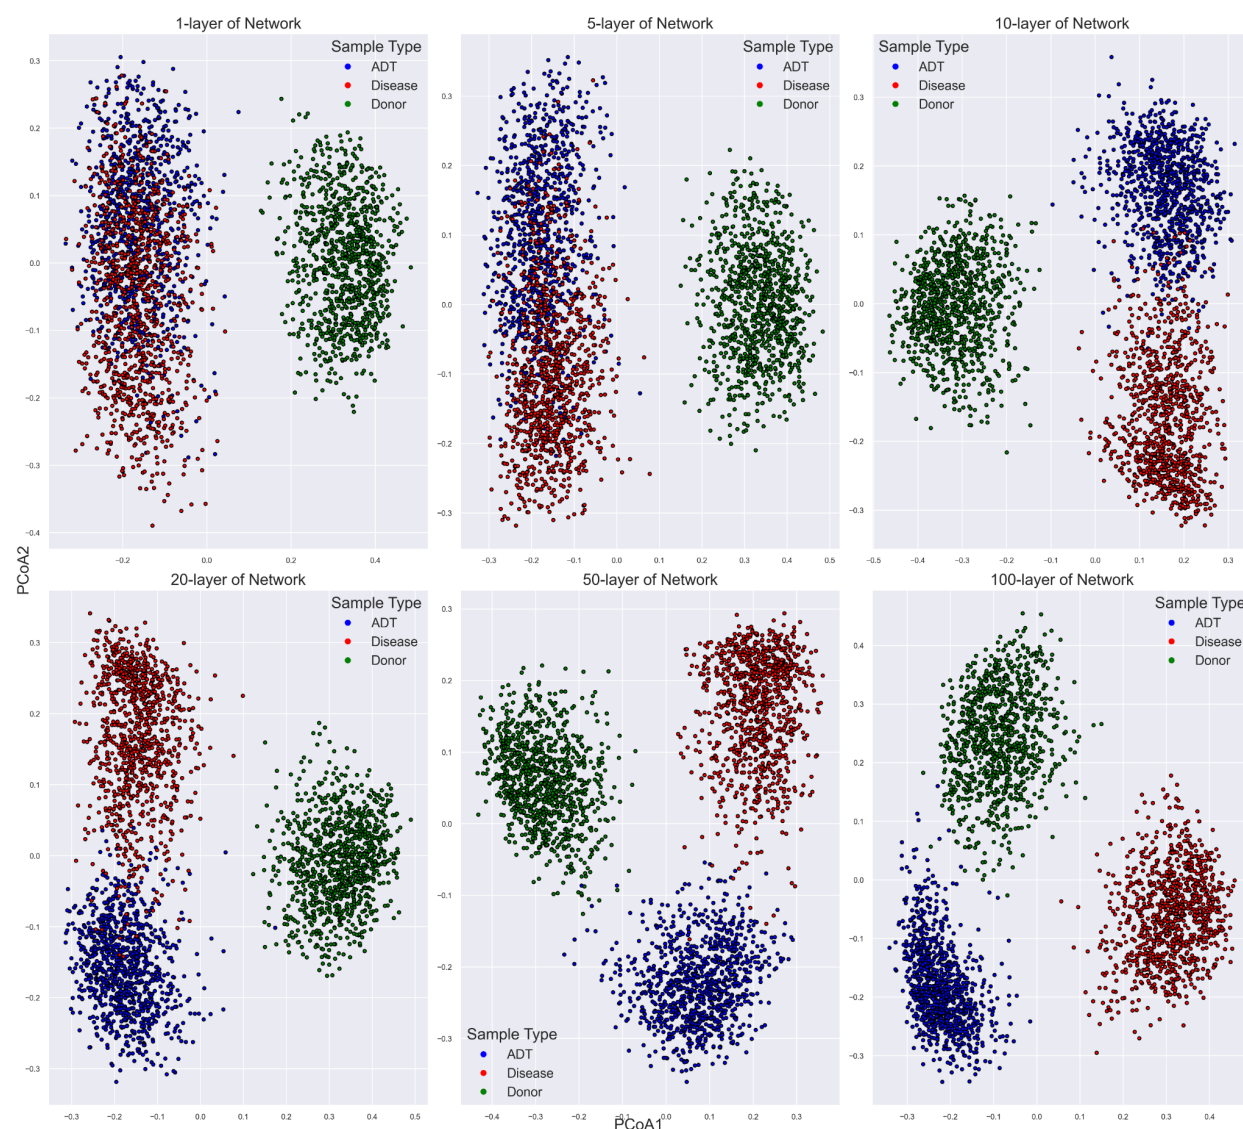 1-layer of Network
Sample Type
ADT
Disease
Donor
0.3
0.2
0.1
0.0
−0.1
−0.2
−0.3
−0.4
−0.2 0.0 0.2 0.4
5-layer of Network
Sample Type
ADT
Disease
Donor
0.3
0.2
0.1
0.0
−0.1
−0.2
−0.3
−0.3 −0.2 −0.1 0.0 0.1 0.2 0.3 0.4 0.5
10-layer of Network
Sample Type
ADT
Disease
Donor
0.3
0.2
0.1
0.0
−0.1
−0.2
−0.3
−0.5 −0.4 −0.3 −0.2 −0.1 0.0 0.1 0.2 0.3
PCoA2
20-layer of Network
Sample Type
ADT
Disease
Donor
0.3
0.2
0.1
0.0
−0.1
−0.2
−0.3
−0.3 −0.2 −0.1 0.0 0.1 0.2 0.3 0.4 0.5
50-layer of Network
0.3
0.2
0.1
0.0
−0.1
−0.2
−0.3
Sample Type
ADT
Disease
Donor
−0.4 −0.3 −0.2 −0.1 0.0 0.1 0.2 0.3
100-layer of Network
Sample Type
ADT
Disease
Donor
0.4
0.3
0.2
0.1
0.0
−0.1
−0.2
−0.3
−0.3 −0.2 −0.1 0.0 0.1 0.2 0.3 0.4
PCoA1